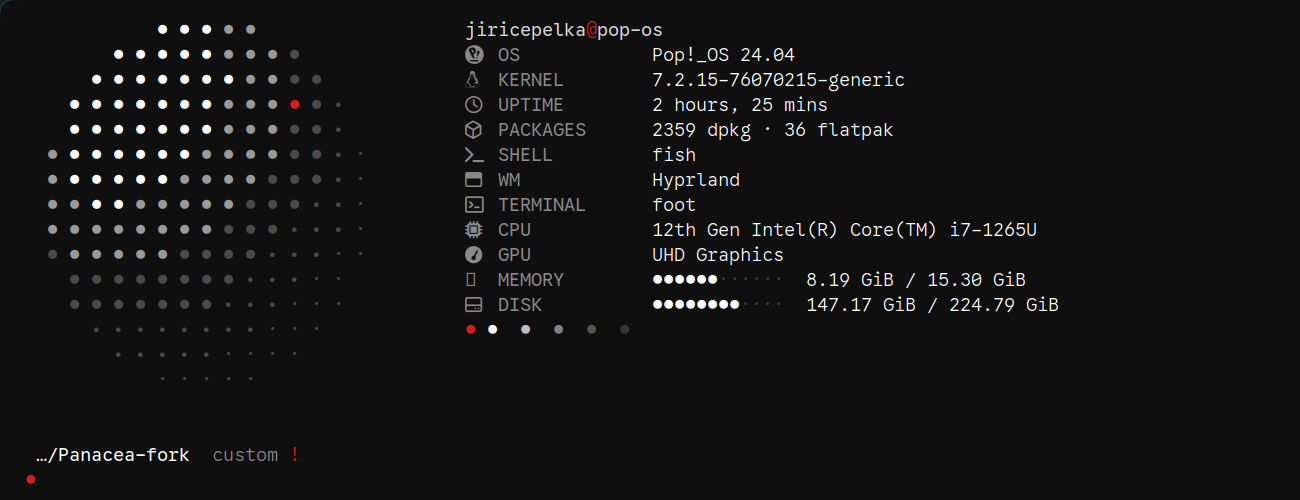 jiricepelka@pop-os
OS Pop!_OS 24.04
KERNEL 7.2.15-76070215-generic
UPTIME 2 hours, 25 mins
PACKAGES 2359 dpkg · 36 flatpak
SHELL fish
WM Hyprland
TERMINAL foot
CPU 12th Gen Intel(R) Core(TM) i7-1265U
GPU UHD Graphics
MEMORY 8.19 GiB / 15.30 GiB
DISK 147.17 GiB / 224.79 GiB
…/Panacea-fork custom !